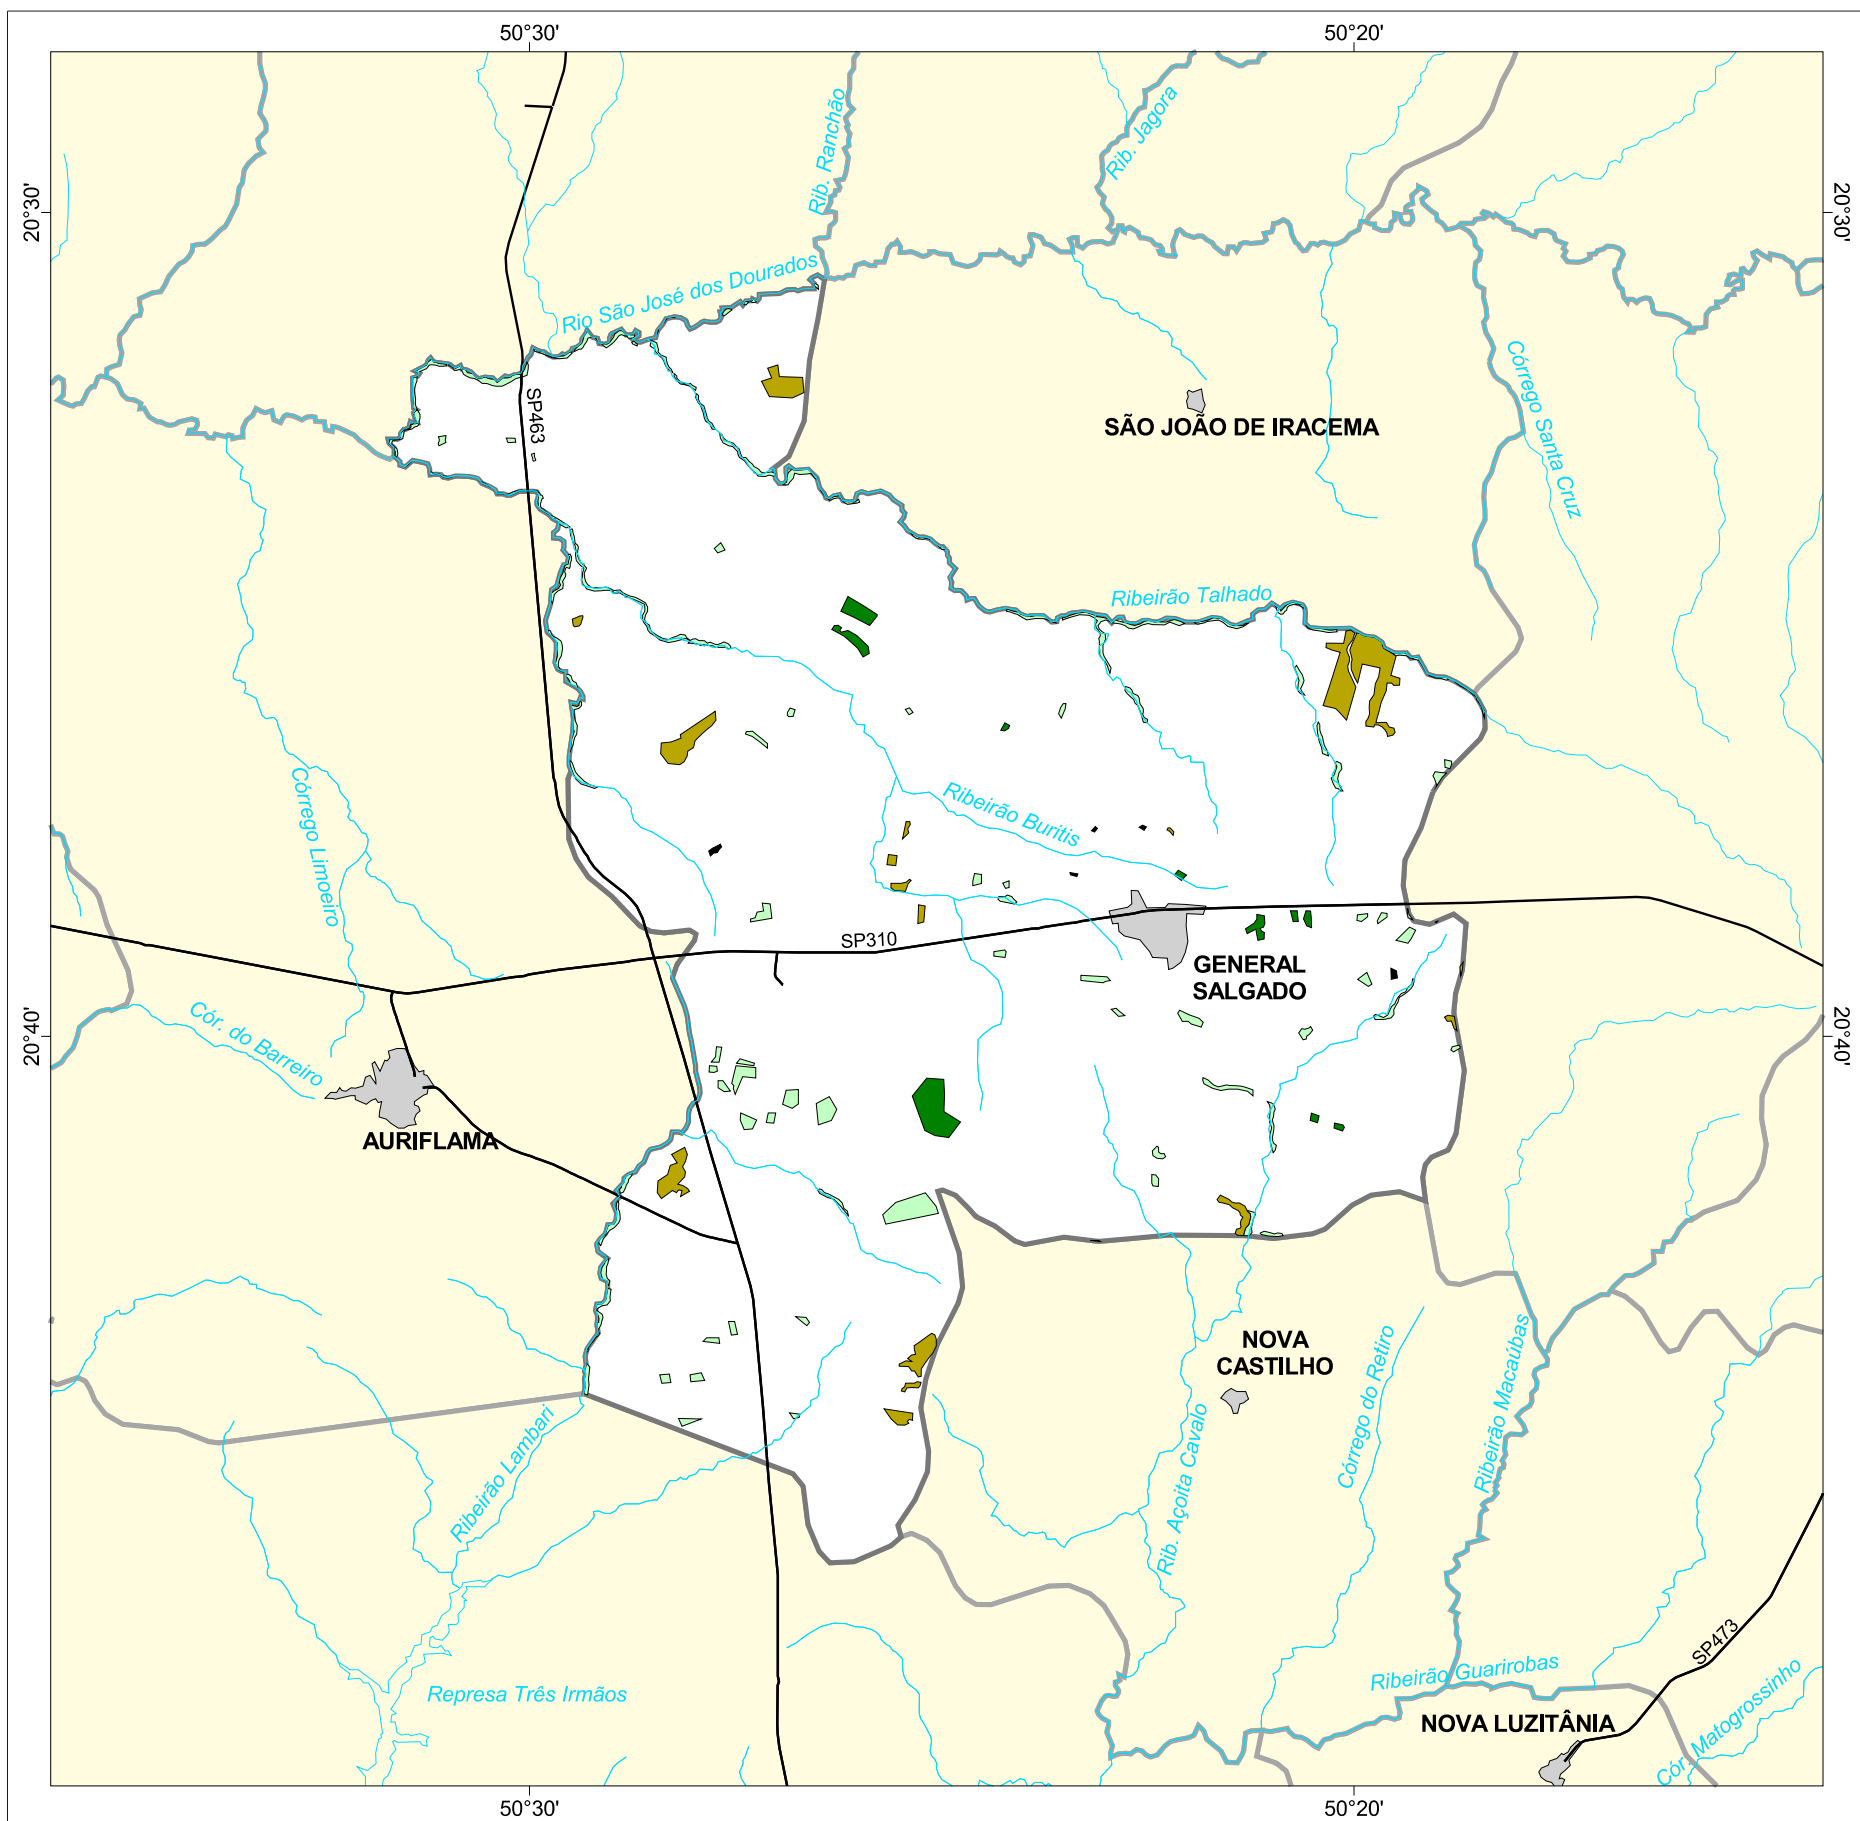 50°30'
50°20'
Rib. Ranchão
Rib. Jagora
20°30'
20°30'
Rio São José dos Dourados
SP463
Córrego Santa Cruz
SÃO JOÃO DE IRACEMA
Ribeirão Talhado
Córrego Limoeiro
Ribeirão Buritis
SP310
GENERAL
SALGADO
Cór. do Barreiro
20°40'
20°40'
AURIFLAMA
NOVA
CASTILHO
Córrego do Retiro
Ribeirão Macaúbas
Ribeirão Lambari
Rib. Açoita Cavalo
SP473
Ribeirão Guarirobas
Represa Três Irmãos
NOVA LUZITÂNIA
Cór. Matogrossinho
50°30'
50°20'